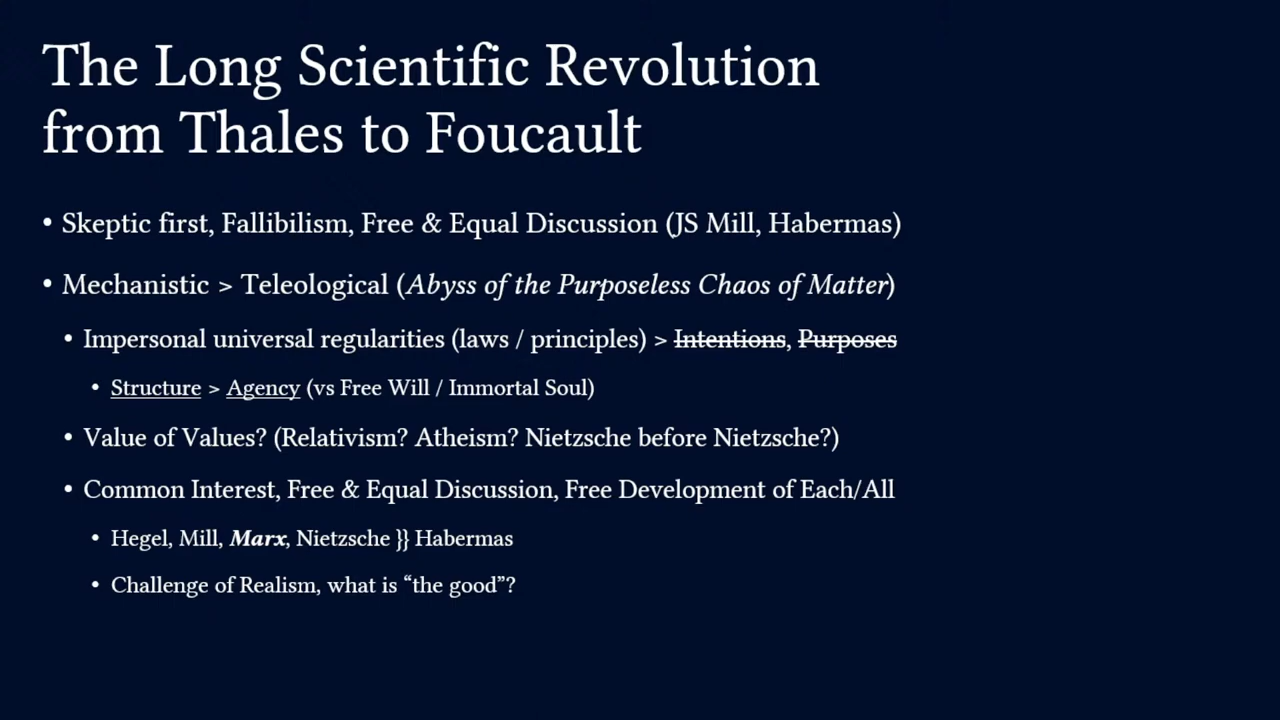 The Long Scientific Revolution
from Thales to Foucault
• Skeptic first, Fallibilism, Free & Equal Discussion (JS Mill, Habermas)
• Mechanistic > Teleological (Abyss of the Purposeless Chaos of Matter)
• Impersonal universal regularities (laws / principles) > Intentions, Purposes
• Structure > Agency (vs Free Will / Immortal Soul)
• Value of Values? (Relativism? Atheism? Nietzsche before Nietzsche?)
• Common Interest, Free & Equal Discussion, Free Development of Each/All
• Hegel, Mill, Marx, Nietzsche }} Habermas
• Challenge of Realism, what is “the good”?